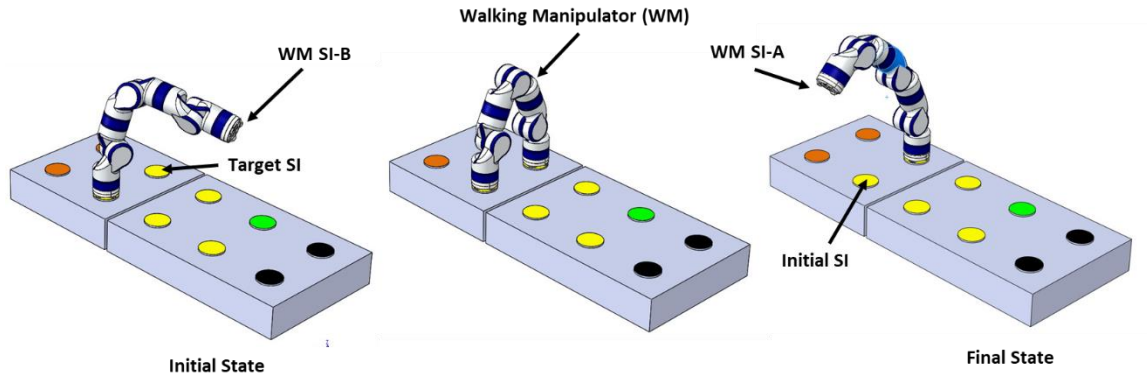 Walking Manipulator (WM)
WM SI-B
WM SI-A
Target SI
Initial SI
Initial State
Final State